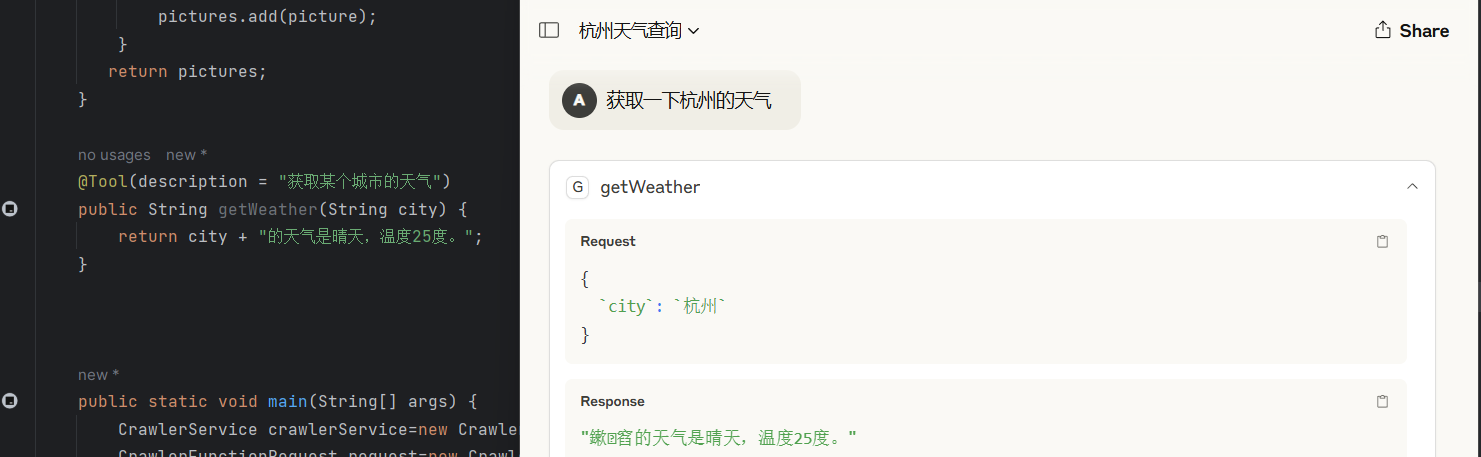 pictures.add(picture);
}
return pictures;
}
no usages new *
@Tool(description = "获取某个城市的天气")
public String getWeather(String city) {
return city + "的天气是晴天，温度25度。";
}
new *
public static void main(String[] args) {
CrawlerService crawlerService=new Crawler
CrawlerFunctionRequest request=new Crawl
杭州天气查询
Share
A
获取一下杭州的天气
G getWeather
Request
{
`city`: `杭州`
}
Response
的天气是晴天，温度25度。"